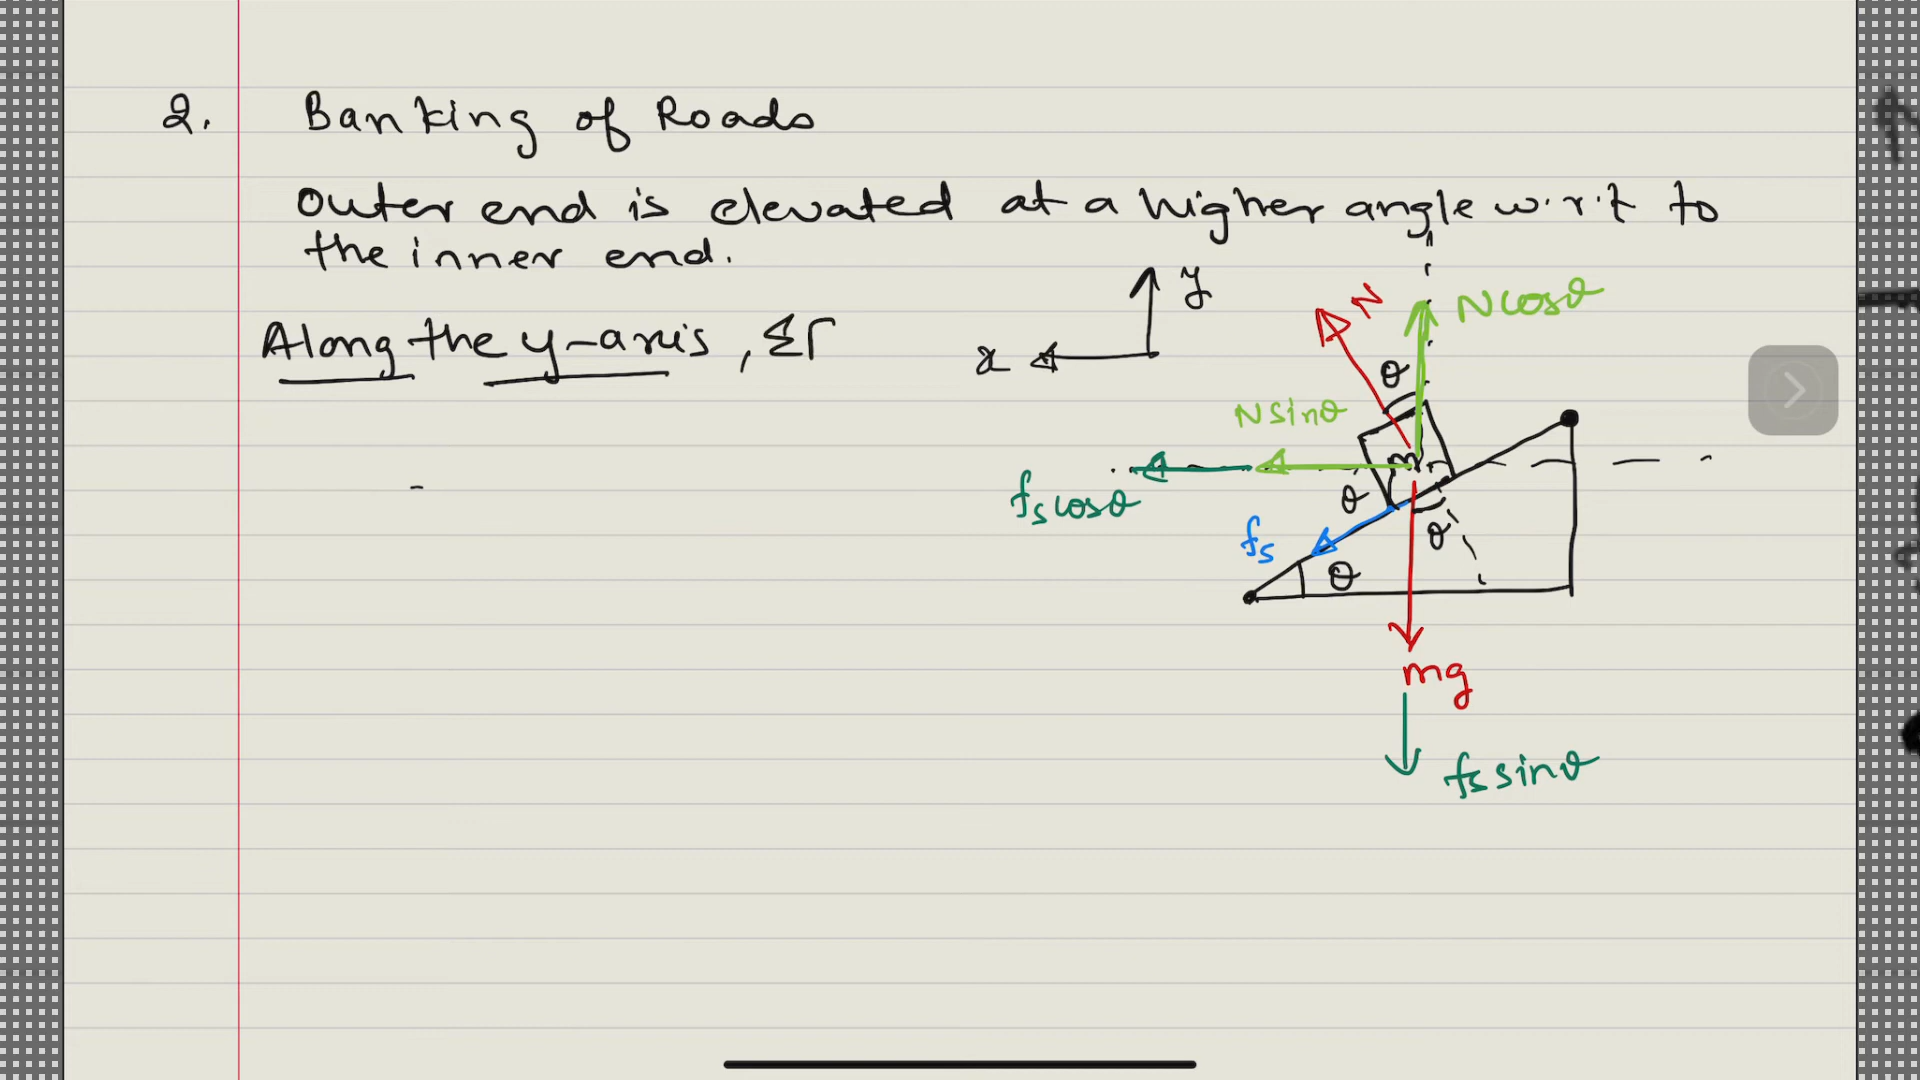 2. Banking of Roads
Outer end is elevated at a higher angle w.r.t to
the inner end.
Along the y-axis, Σ
y
x
N
N cosθ
θ
N sinθ
m
fs cosθ
θ
fs
θ
θ
mg
fs sinθ